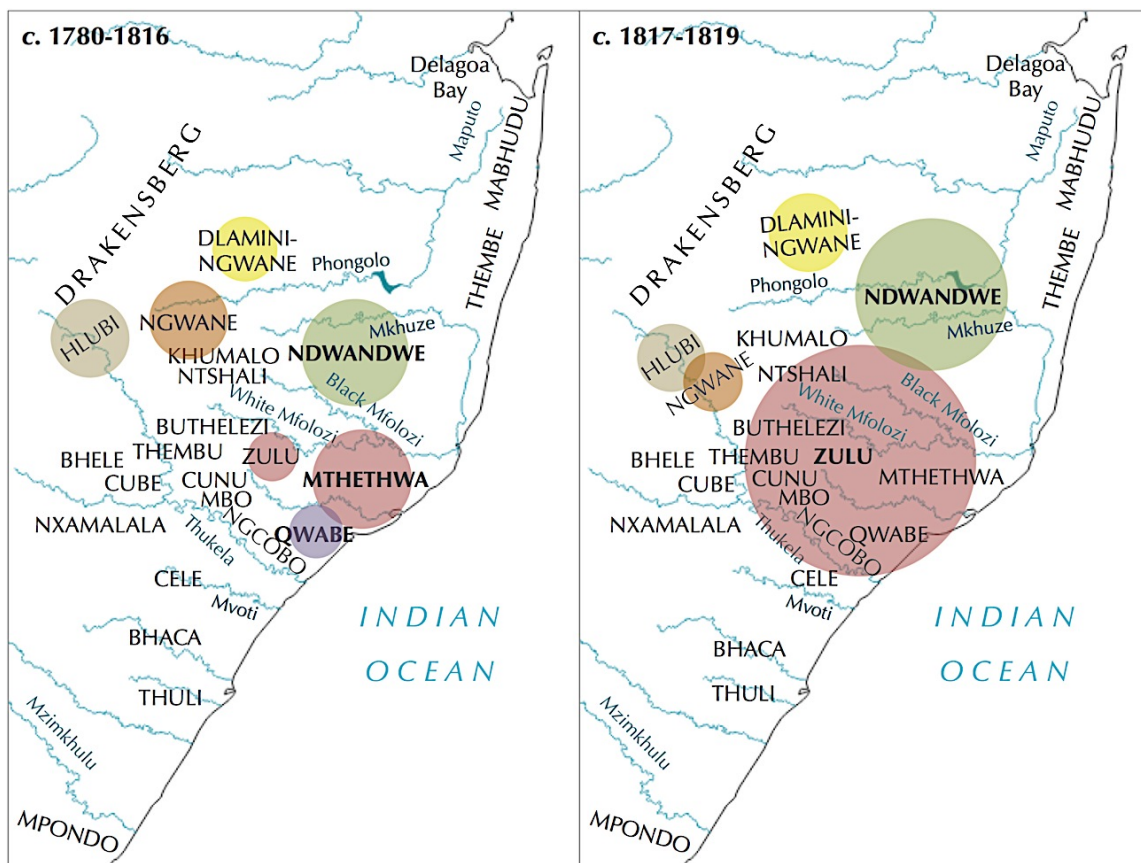 c. 1780-1816
Delagoa
Bay
Maputo
MABHUDU
THEMBE
DRAKENSBERG
DLAMINI-
NGWANE
Phongolo
NGWANE
HLUBI
Mkhuze
KHUMALO
NDWANDWE
NTSHALI
Black Mfolozi
White Mfolozi
BUTHELEZI
BHELE
THEMBU
ZULU
CUBE
CUNU
MTHETHWA
MBO
NXAMALALA
NGCOBO
QWABE
Thukela
CELE
Mvoti
INDIAN
OCEAN
BHACA
THULI
Mzimkhulu
MPONDO
c. 1817-1819
Delagoa
Bay
Maputo
MABHUDU
THEMBE
DRAKENSBERG
DLAMINI-
NGWANE
Phongolo
NDWANDWE
Mkhuze
HLUBI
KHUMALO
NGWANE
NTSHALI
Black Mfolozi
White Mfolozi
BUTHELEZI
BHELE
THEMBU
ZULU
CUBE
CUNU
MTHETHWA
MBO
NXAMALALA
NGCOBO
QWABE
Thukela
CELE
Mvoti
INDIAN
OCEAN
BHACA
THULI
Mzimkhulu
MPONDO